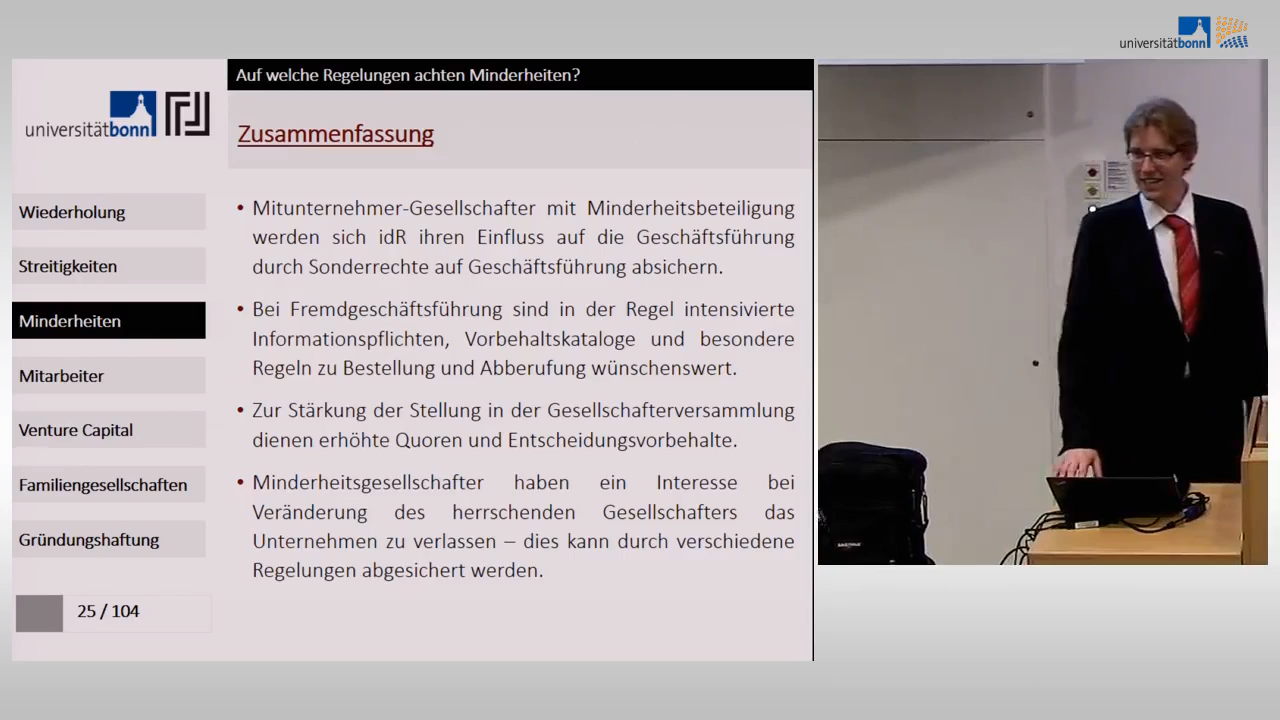 universitätbonn
Auf welche Regelungen achten Minderheiten?
universitätbonn
Zusammenfassung
Wiederholung
Streitigkeiten
Minderheiten
Mitarbeiter
Venture Capital
Familiengesellschaften
Gründungshaftung
25 / 104
• Mitunternehmer-Gesellschafter mit Minderheitsbeteiligung
werden sich idR ihren Einfluss auf die Geschäftsführung
durch Sonderrechte auf Geschäftsführung absichern.
• Bei Fremdgeschäftsführung sind in der Regel intensivierte
Informationspflichten, Vorbehaltskataloge und besondere
Regeln zu Bestellung und Abberufung wünschenswert.
• Zur Stärkung der Stellung in der Gesellschafterversammlung
dienen erhöhte Quoren und Entscheidungsvorbehalte.
• Minderheitsgesellschafter haben ein Interesse bei
Veränderung des herrschenden Gesellschafters das
Unternehmen zu verlassen – dies kann durch verschiedene
Regelungen abgesichert werden.